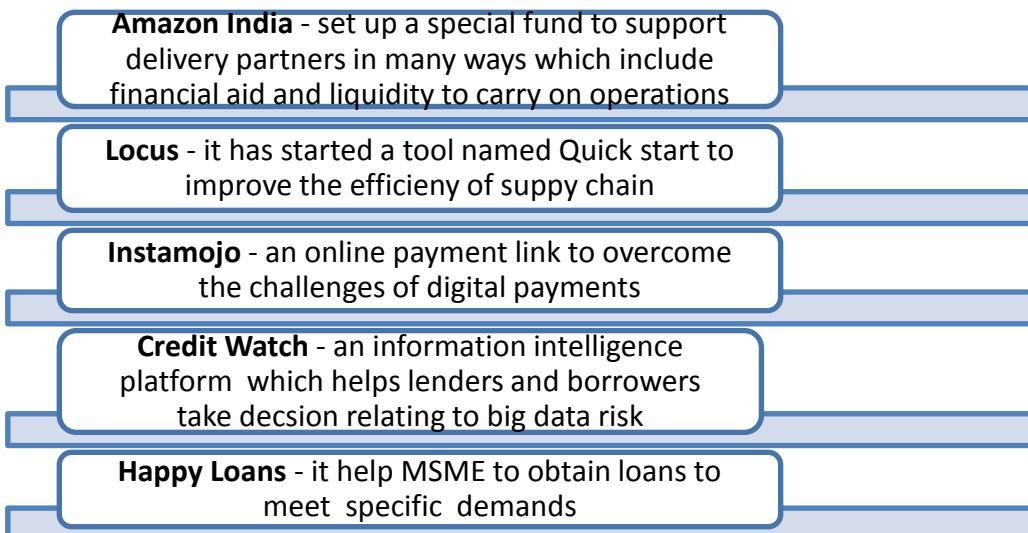 Amazon India - set up a special fund to support
delivery partners in many ways which include
financial aid and liquidity to carry on operations
Locus - it has started a tool named Quick start to
improve the efficieny of suppy chain
Instamojo - an online payment link to overcome
the challenges of digital payments
Credit Watch - an information intelligence
platform which helps lenders and borrowers
take decsion relating to big data risk
Happy Loans - it help MSME to obtain loans to
meet specific demands